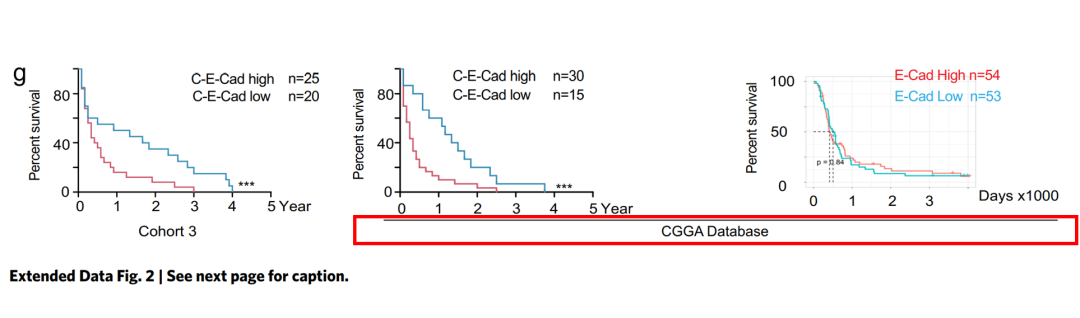 g
C-E-Cad high n=25
C-E-Cad low n=20
Percent survival
80
40
0
***
0 1 2 3 4 5 Year
Cohort 3
C-E-Cad high n=30
C-E-Cad low n=15
Percent survival
80
40
0
***
0 1 2 3 4 5 Year
E-Cad High n=54
E-Cad Low n=53
Percent survival
100
50
0
0 1 2 3 Days x1000
CGGA Database
Extended Data Fig. 2 | See next page for caption.